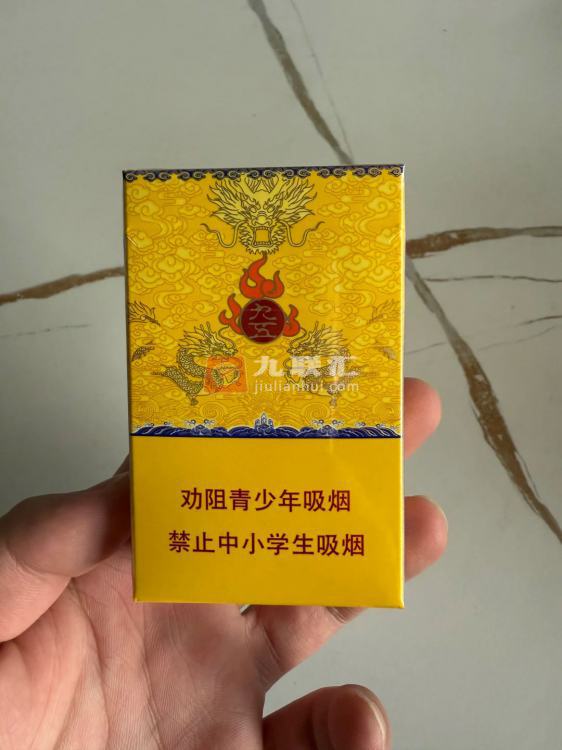 九五
九联汇
jiulianhui.com
劝阻青少年吸烟
禁止中小学生吸烟